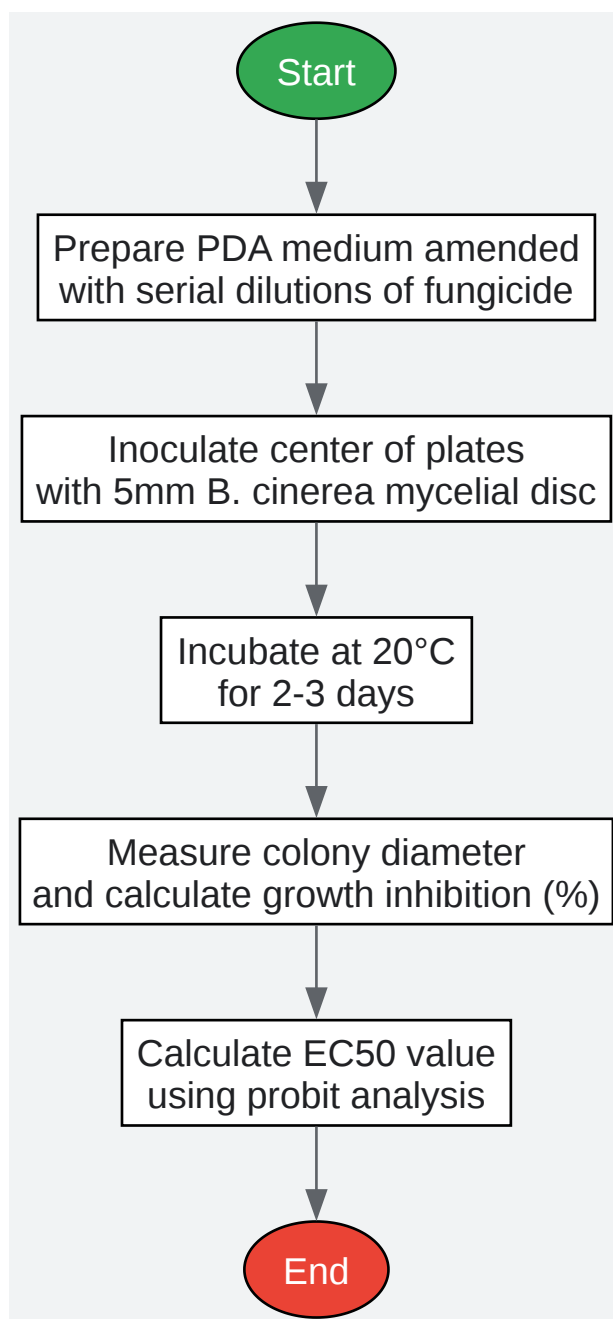 Start
Prepare PDA medium amended
with serial dilutions of fungicide
Inoculate center of plates
with 5mm B. cinerea mycelial disc
Incubate at 20°C
for 2-3 days
Measure colony diameter
and calculate growth inhibition (%)
Calculate EC50 value
using probit analysis
End